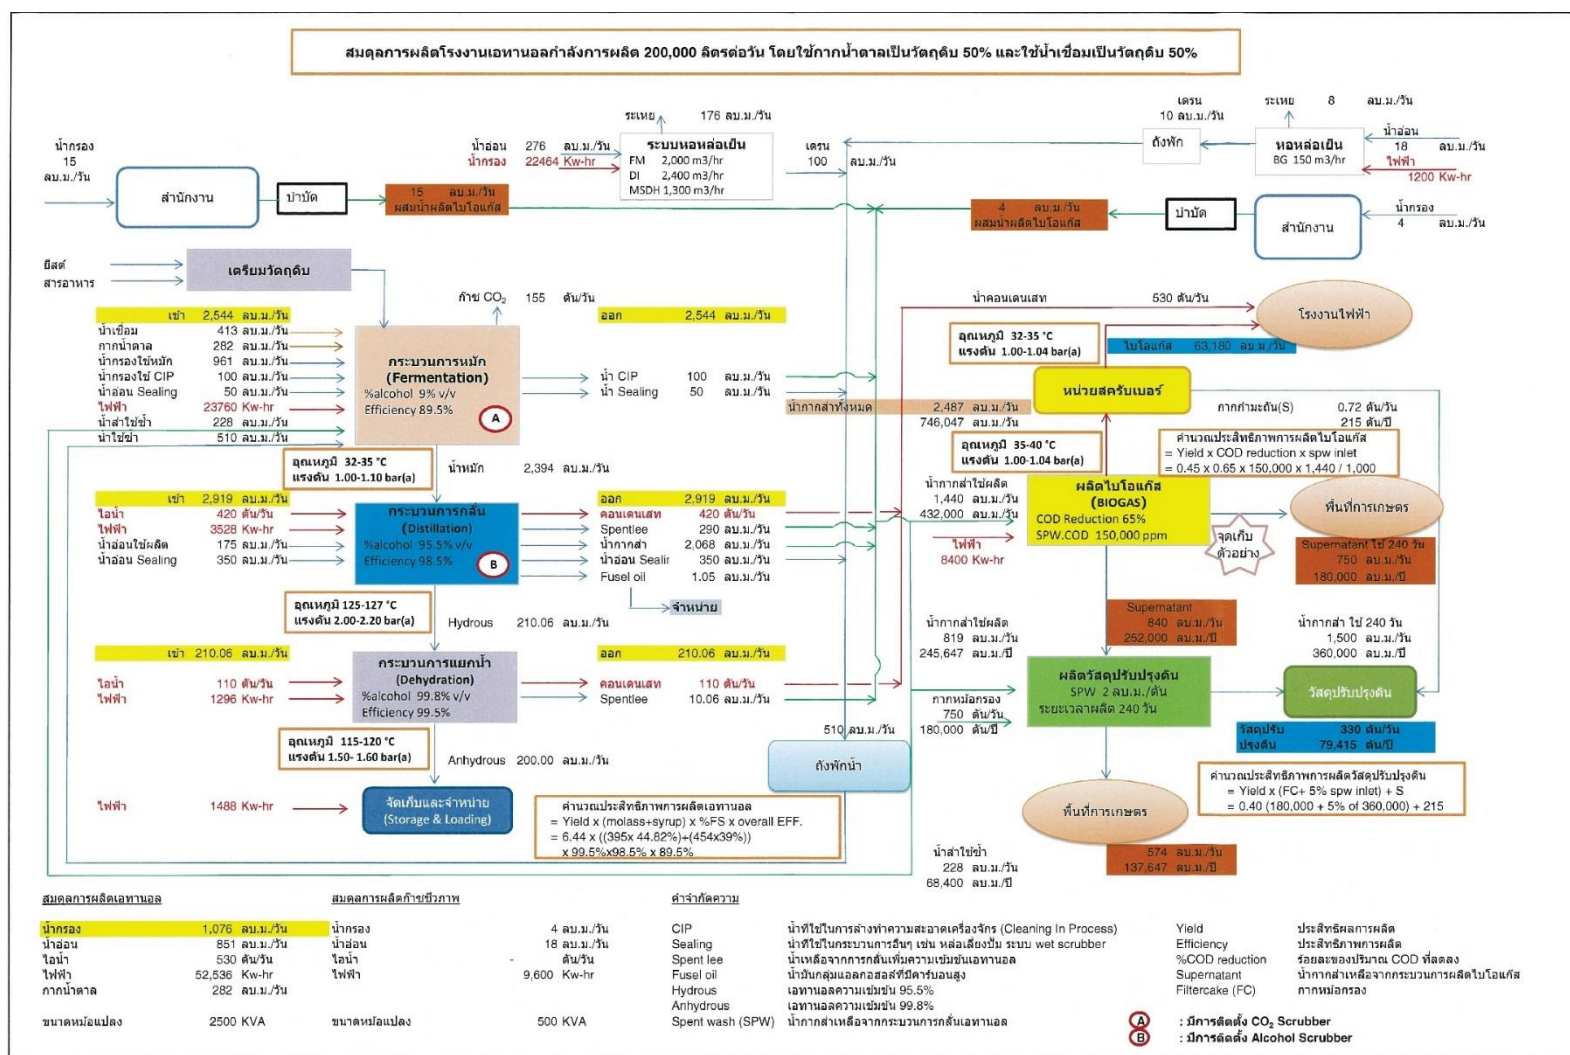 สมดุลการผลิตโรงงานเอทานอลกำลังการผลิต 200,000 ลิตรต่อวัน โดยใช้กากน้ำตาลเป็นวัตถุดิบ 50% และใช้น้ำเชื่อมเป็นวัตถุดิบ 50%
น้ำกรอง
15
ลบ.ม./วัน
สำนักงาน
บำบัด
15 ลบ.ม./วัน
ผสมน้ำผลิตไบโอแก๊ส
ระเหย 176 ลบ.ม./วัน
น้ำอ่อน 276 ลบ.ม./วัน
น้ำกรอง 22464 Kw-hr
ระบบหอหล่อเย็น
FM 2,000 m3/hr
DI 2,400 m3/hr
MSDH 1,300 m3/hr
เดรน
100 ลบ.ม./วัน
เดรน
10 ลบ.ม./วัน
ถังพัก
ระเหย 8 ลบ.ม./วัน
หอหล่อเย็น
BG 150 m3/hr
น้ำอ่อน
18 ลบ.ม./วัน
ไฟฟ้า
1200 Kw-hr
4 ลบ.ม./วัน
ผสมน้ำผลิตไบโอแก๊ส
บำบัด
สำนักงาน
น้ำกรอง
4 ลบ.ม./วัน
ยีสต์
สารอาหาร
เตรียมวัตถุดิบ
ก๊าซ CO2 155 ตัน/วัน
เข้า 2,544 ลบ.ม./วัน
น้ำเชื่อม 413 ลบ.ม./วัน
กากน้ำตาล 282 ลบ.ม./วัน
น้ำกรองใช้หมัก 961 ลบ.ม./วัน
น้ำกรองใช้ CIP 100 ลบ.ม./วัน
น้ำอ่อน Sealing 50 ลบ.ม./วัน
ไฟฟ้า 23760 Kw-hr
น้ำส่าใช้ซ้ำ 228 ลบ.ม./วัน
น้ำใช้ซ้ำ 510 ลบ.ม./วัน
กระบวนการหมัก
(Fermentation)
%alcohol 9% v/v
Efficiency 89.5%
A
ออก 2,544 ลบ.ม./วัน
น้ำ CIP 100 ลบ.ม./วัน
น้ำ Sealing 50 ลบ.ม./วัน
อุณหภูมิ 32-35 °C
แรงดัน 1.00-1.10 bar(a)
น้ำหมัก 2,394 ลบ.ม./วัน
เข้า 2,919 ลบ.ม./วัน
ไอน้ำ 420 ตัน/วัน
ไฟฟ้า 3528 Kw-hr
น้ำอ่อนใช้ผลิต 175 ลบ.ม./วัน
น้ำอ่อน Sealing 350 ลบ.ม./วัน
กระบวนการกลั่น
(Distillation)
%alcohol 95.5% v/v
Efficiency 98.5%
B
ออก 2,919 ลบ.ม./วัน
คอนเดนเสท 420 ตัน/วัน
Spentlee 290 ลบ.ม./วัน
น้ำกากส่า 2,068 ลบ.ม./วัน
น้ำอ่อน Sealir 350 ลบ.ม./วัน
Fusel oil 1.05 ลบ.ม./วัน
จำหน่าย
อุณหภูมิ 125-127 °C
แรงดัน 2.00-2.20 bar(a)
Hydrous 210.06 ลบ.ม./วัน
เข้า 210.06 ลบ.ม./วัน
ไอน้ำ 110 ตัน/วัน
ไฟฟ้า 1296 Kw-hr
กระบวนการแยกน้ำ
(Dehydration)
%alcohol 99.8% v/v
Efficiency 99.5%
ออก 210.06 ลบ.ม./วัน
คอนเดนเสท 110 ตัน/วัน
Spentlee 10.06 ลบ.ม./วัน
อุณหภูมิ 115-120 °C
แรงดัน 1.50- 1.60 bar(a)
Anhydrous 200.00 ลบ.ม./วัน
ไฟฟ้า 1488 Kw-hr
จัดเก็บและจำหน่าย
(Storage & Loading)
คำนวณประสิทธิภาพการผลิตเอทานอล
= Yield x (molass+syrup) x %FS x overall EFF.
= 6.44 x ((395x 44.82%)+(454x39%))
x 99.5%x98.5% x 89.5%
510 ลบ.ม./วัน
ถังพักน้ำ
น้ำคอนเดนเสท 530 ตัน/วัน
โรงงานไฟฟ้า
อุณหภูมิ 32-35 °C
แรงดัน 1.00-1.04 bar(a)
ไบโอแก๊ส 63,180 ลบ.ม./วัน
หน่วยสครับเบอร์
น้ำกากส่าทั้งหมด 2,487 ลบ.ม./วัน
746,047 ลบ.ม./ปี
กากกำมะถัน(S) 0.72 ตัน/วัน
215 ตัน/ปี
อุณหภูมิ 35-40 °C
แรงดัน 1.00-1.04 bar(a)
คำนวณประสิทธิภาพการผลิตไบโอแก๊ส
= Yield x COD reduction x spw inlet
= 0.45 x 0.65 x 150,000 x 1,440 / 1,000
น้ำกากส่าใช้ผลิต
1,440 ลบ.ม./วัน
432,000 ลบ.ม./ปี
ไฟฟ้า
8400 Kw-hr
ผลิตไบโอแก๊ส
(BIOGAS)
COD Reduction 65%
SPW.COD 150,000 ppm
จุดเก็บ
ตัวอย่าง
พื้นที่การเกษตร
Supernatant ใช้ 240 วัน
750 ลบ.ม./วัน
180,000 ลบ.ม./ปี
Supernatant
840 ลบ.ม./วัน
252,000 ลบ.ม./ปี
น้ำกากส่าใช้ผลิต
819 ลบ.ม./วัน
245,647 ลบ.ม./ปี
น้ำกากส่า ใช้ 240 วัน
1,500 ลบ.ม./วัน
360,000 ลบ.ม./ปี
กากหม้อกรอง
750 ตัน/วัน
180,000 ตัน/ปี
ผลิตวัสดุปรับปรุงดิน
SPW 2 ลบ.ม./ตัน
ระยะเวลาผลิต 240 วัน
วัสดุปรับปรุงดิน
วัสดุปรับ 330 ตัน/วัน
ปรุงดิน 79,415 ตัน/ปี
คำนวณประสิทธิภาพการผลิตวัสดุปรับปรุงดิน
= Yield x (FC+ 5% spw inlet) + S
= 0.40 (180,000 + 5% of 360,000) + 215
พื้นที่การเกษตร
574 ลบ.ม./วัน
137,647 ลบ.ม./ปี
น้ำส่าใช้ซ้ำ
228 ลบ.ม./วัน
68,400 ลบ.ม./ปี
สมดุลการผลิตเอทานอล
น้ำกรอง 1,076 ลบ.ม./วัน
น้ำอ่อน 851 ลบ.ม./วัน
ไอน้ำ 530 ตัน/วัน
ไฟฟ้า 52,536 Kw-hr
กากน้ำตาล 282 ลบ.ม./วัน
ขนาดหม้อแปลง 2500 KVA
สมดุลการผลิตก๊าซชีวภาพ
น้ำกรอง 4 ลบ.ม./วัน
น้ำอ่อน 18 ลบ.ม./วัน
ไอน้ำ - ตัน/วัน
ไฟฟ้า 9,600 Kw-hr
ขนาดหม้อแปลง 500 KVA
คำจำกัดความ
CIP น้ำที่ใช้ในการล้างทำความสะอาดเครื่องจักร (Cleaning In Process)
Sealing น้ำที่ใช้ในกระบวนการอื่นๆ เช่น หล่อเลี้ยงปั๊ม ระบบ wet scrubber
Spent lee น้ำเหลือจากการกลั่นเพิ่มความเข้มข้นเอทานอล
Fusel oil น้ำมันกลุ่มแอลกอฮอล์ที่มีคาร์บอนสูง
Hydrous เอทานอลความเข้มข้น 95.5%
Anhydrous เอทานอลความเข้มข้น 99.8%
Spent wash (SPW) น้ำกากส่าเหลือจากกระบวนการกลั่นเอทานอล
Yield ประสิทธิผลการผลิต
Efficiency ประสิทธิภาพการผลิต
%COD reduction ร้อยละของปริมาณ COD ที่ลดลง
Supernatant น้ำกากส่าเหลือจากกระบวนการผลิตไบโอแก๊ส
Filtercake (FC) กากหม้อกรอง
A : มีการติดตั้ง CO2 Scrubber
B : มีการติดตั้ง Alcohol Scrubber